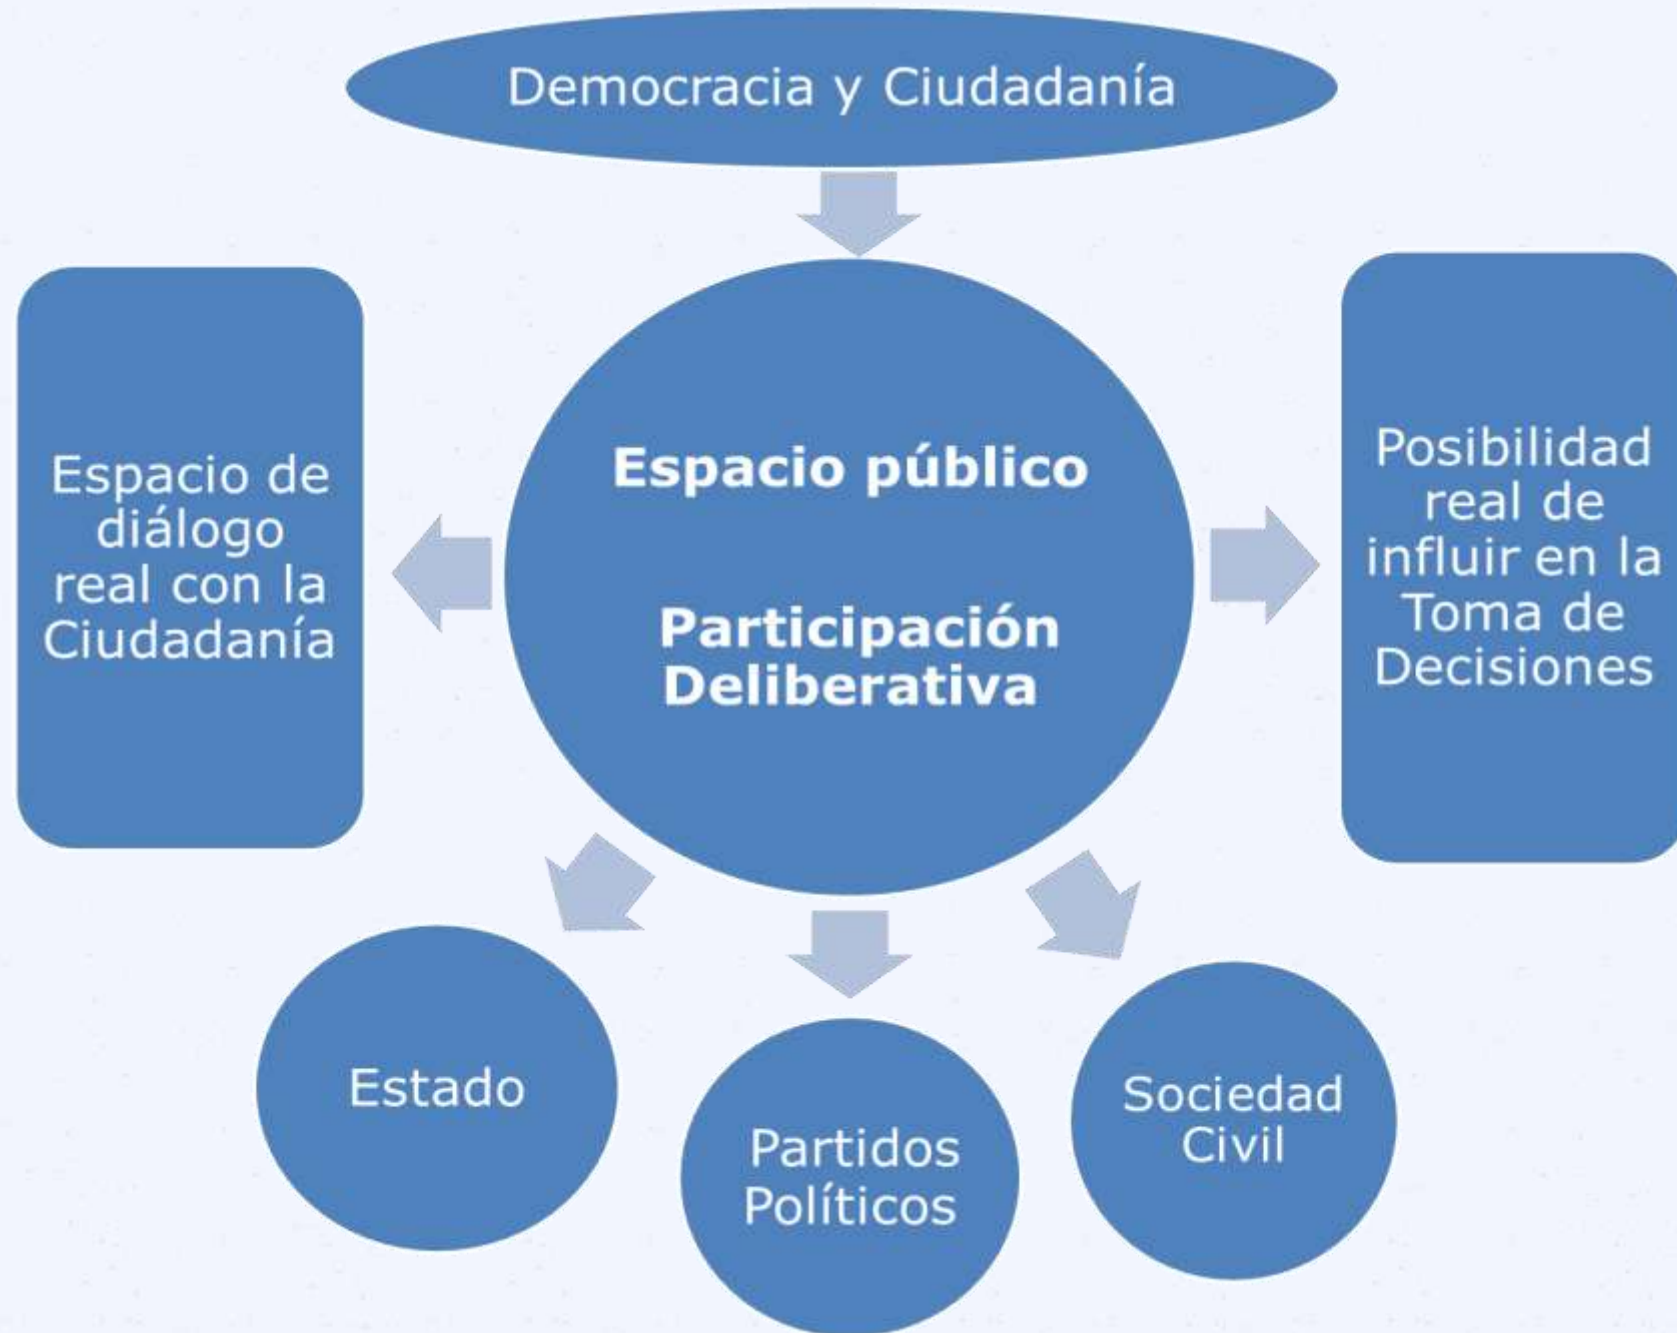 Democracia y Ciudadanía
Espacio de
diálogo
real con la
Ciudadanía
Espacio público
Participación
Deliberativa
Posibilidad
real de
influir en la
Toma de
Decisiones
Estado
Partidos
Políticos
Sociedad
Civil